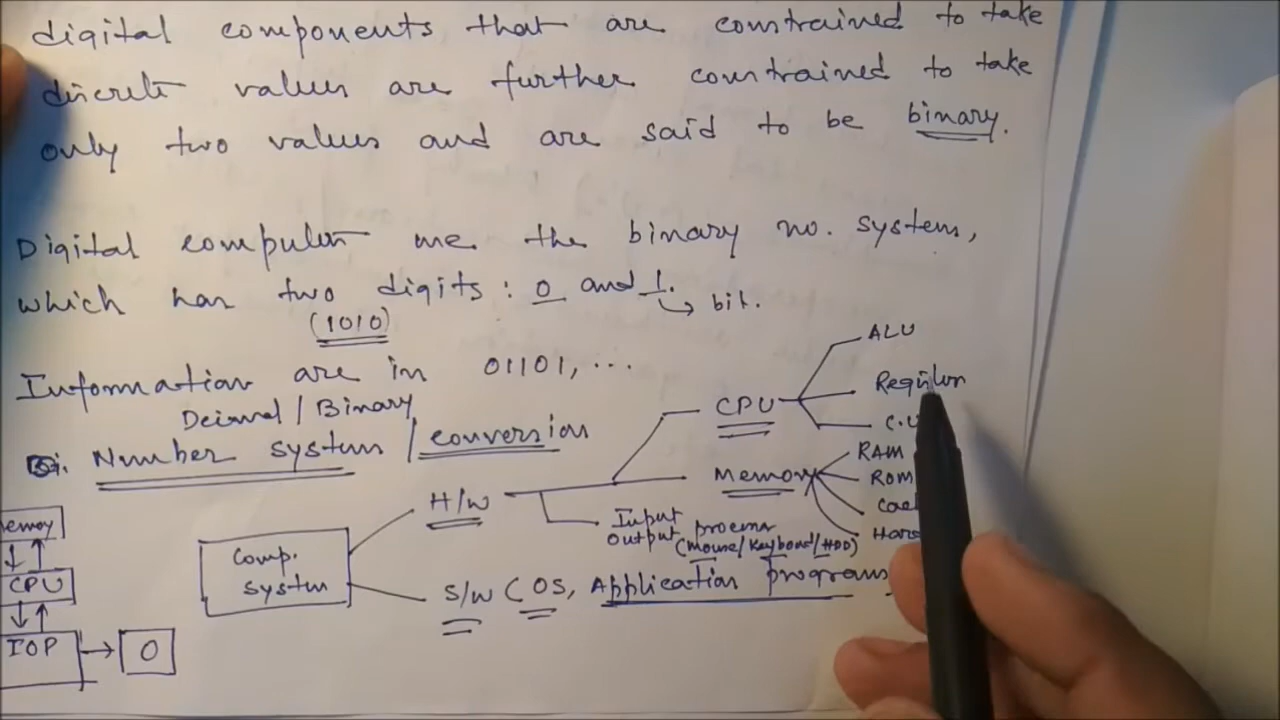 digital components that are constrained to take
discrete values are further constrained to take
only two values and are said to be binary.
Digital computer use the binary no. system,
which has two digits : 0 and 1.
→ bit.
(1010)
Information are in 01101, ...
Decimal / Binary
Number system / conversion
Comp. system
H/W
CPU
ALU
Register
C.U
Memory
RAM
ROM
Input
Output process
(Mouse/Keyboard/HDD)
S/W (OS, Application programs
CPU
IOP → O